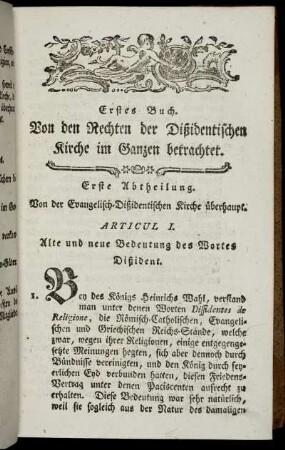 Erstes Buch.
Von den Rechten der Dißidentischen
Kirche im Ganzen betrachtet.
Erste Abtheilung.
Von der Evangelisch-Dißidentischen Kirche überhaupt.
ARTICUL I.
Alte und neue Bedeutung des Wortes
Dißident.
1. Bey des Königs Heinrichs Wahl, verstand
man unter denen Worten Dissidentes de
Religione, die Römisch-Catholischen, Evangeli-
schen und Griechischen Reichs-Stände, welche
zwar, wegen ihrer Religionen, einige entgegenge-
setzte Meinungen hegten, sich aber dennoch durch
Bündnisse vereinigten, und den König durch fey-
erlichen Eyd verbunden hatten, diesen Friedens-
Vertrag unter denen Paciscenten aufrecht zu
erhalten. Diese Bedeutung war sehr natürlich,
weil sie sogleich aus der Natur des damaligen